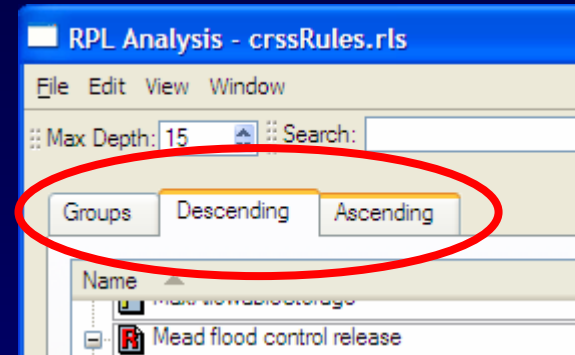 RPL Analysis - crssRules.rls
File Edit View Window
Max Depth: 15 Search:
Groups Descending Ascending
Name
R Mead flood control release